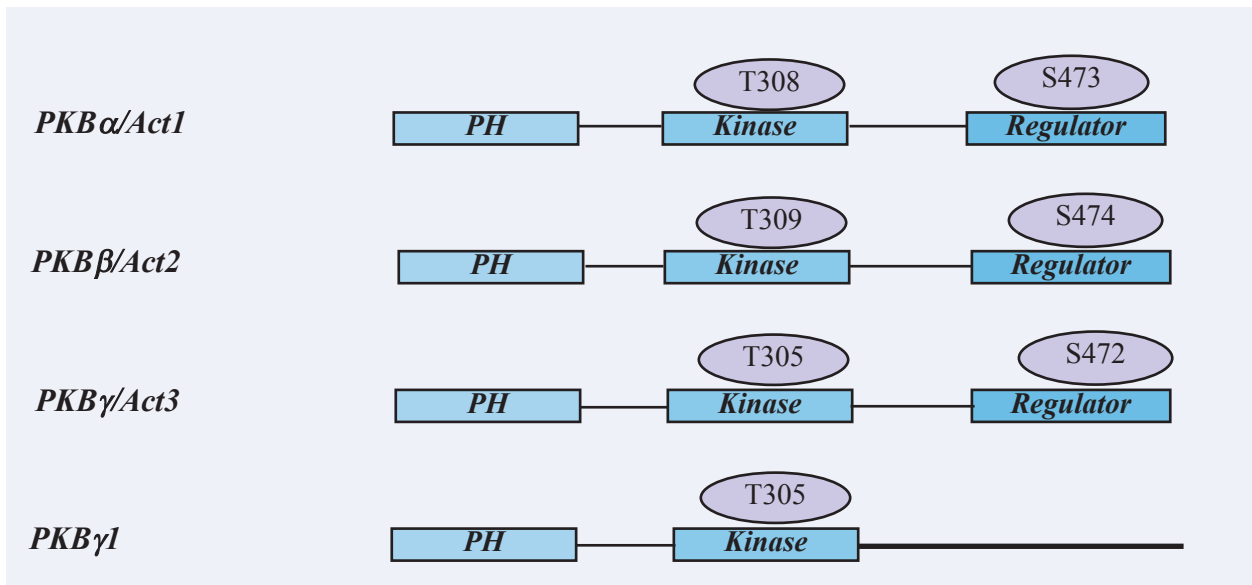 T308 S473
PKBα/Act1 PH Kinase Regulator
T309 S474
PKBβ/Act2 PH Kinase Regulator
T305 S472
PKBγ/Act3 PH Kinase Regulator
T305
PKBγ1 PH Kinase